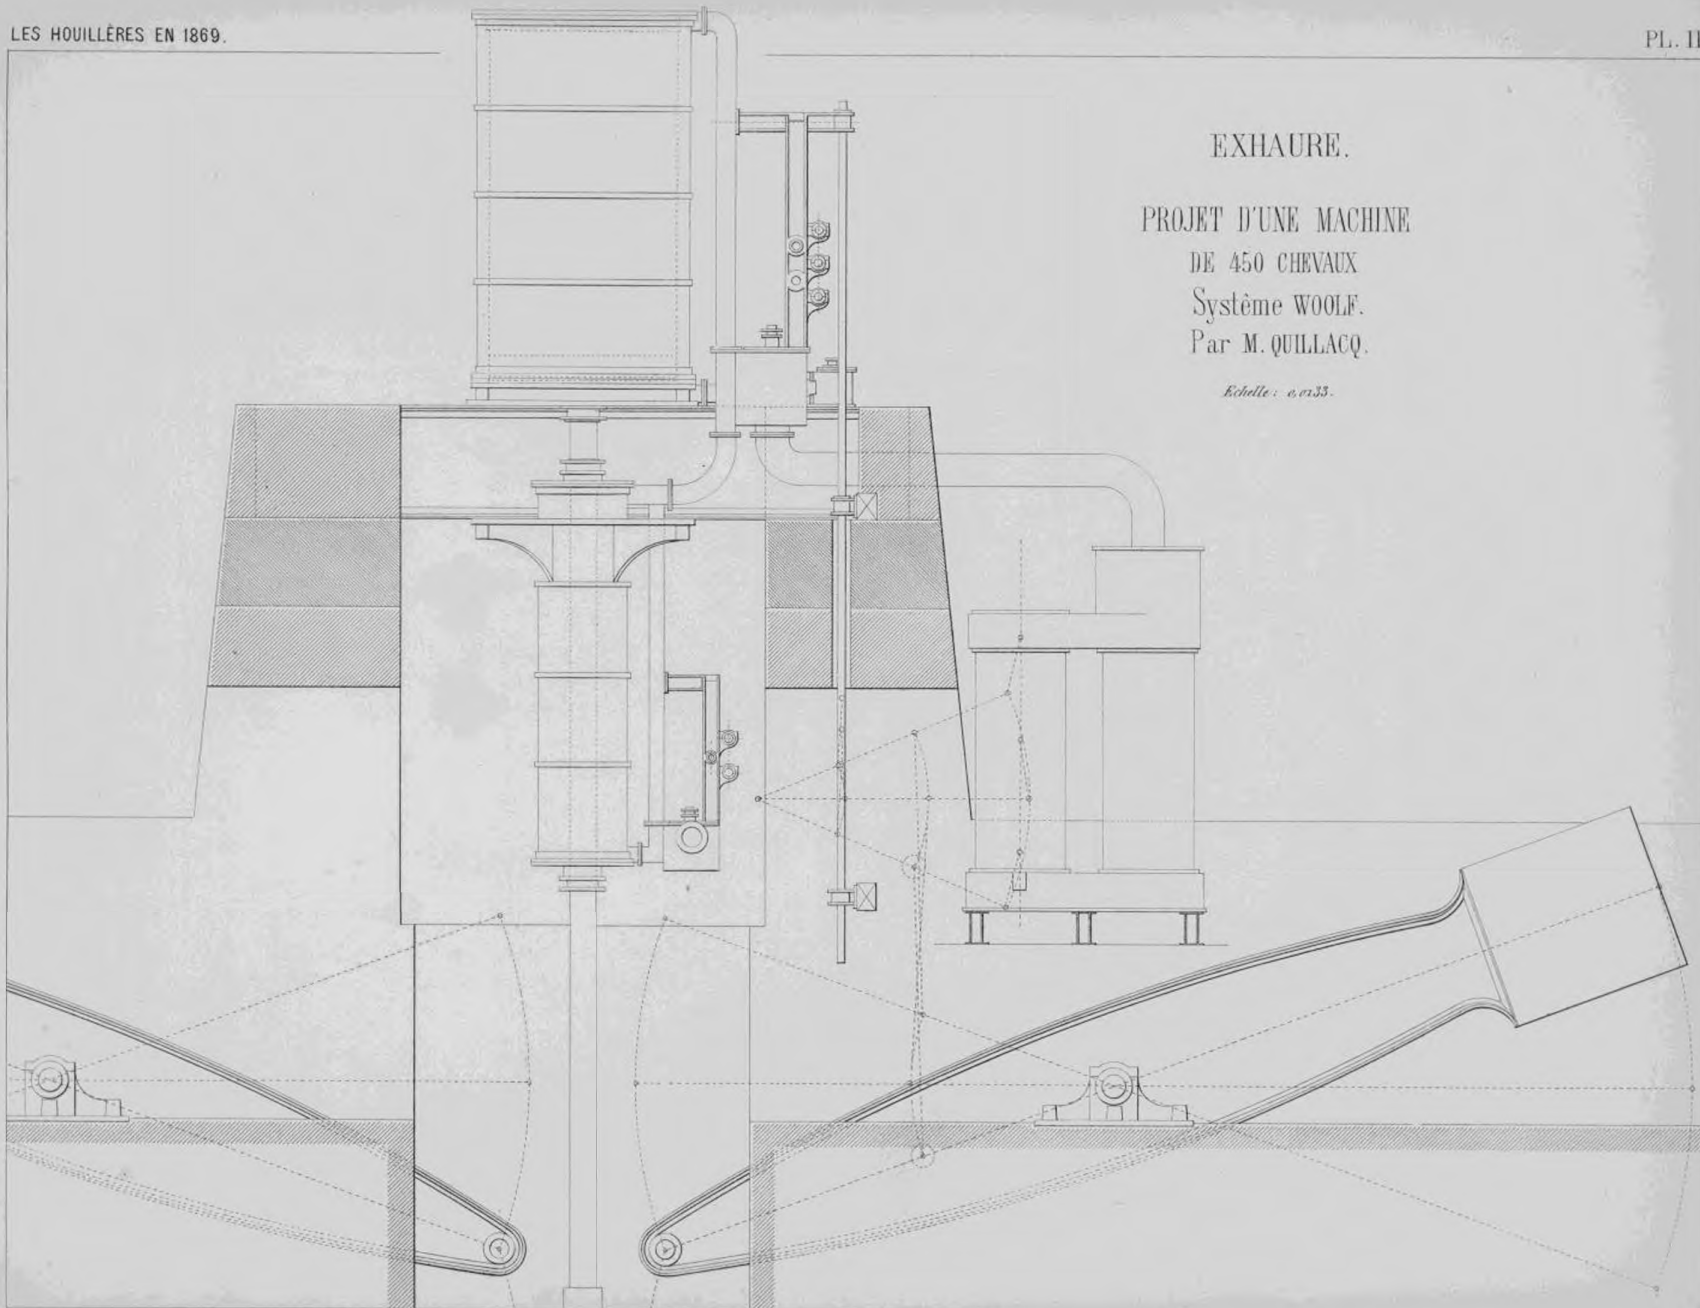 LES HOUILLÈRES EN 1869.
PL. II
EXHAURE.
PROJET D'UNE MACHINE
DE 450 CHEVAUX
Système WOOLF.
Par M. QUILLACQ.
Echelle: 0,0133.